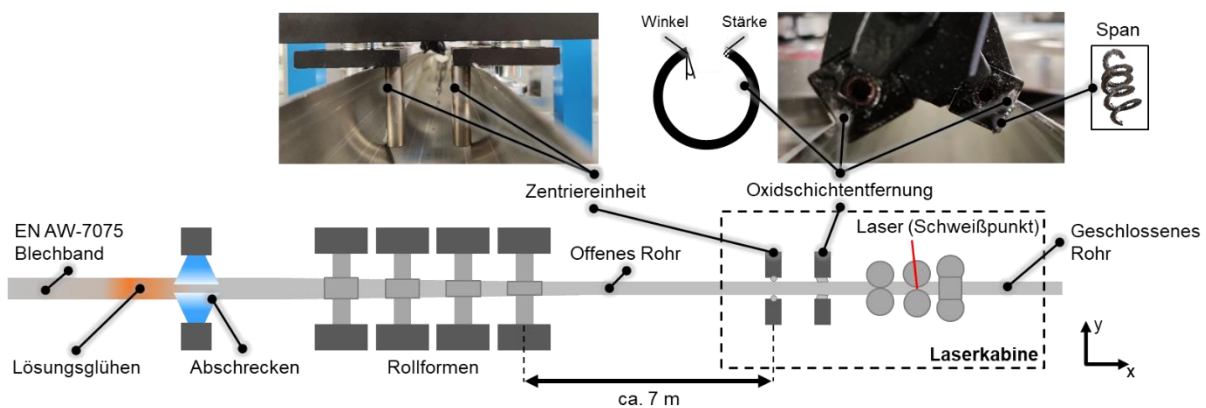 Winkel
Stärke
Span
Zentriereinheit
Oxidschichtentfernung
EN AW-7075
Blechband
Offenes Rohr
Laser (Schweißpunkt)
Geschlossenes
Rohr
Lösungsglühen
Abschrecken
Rollformen
Laserkabine
y
x
ca. 7 m